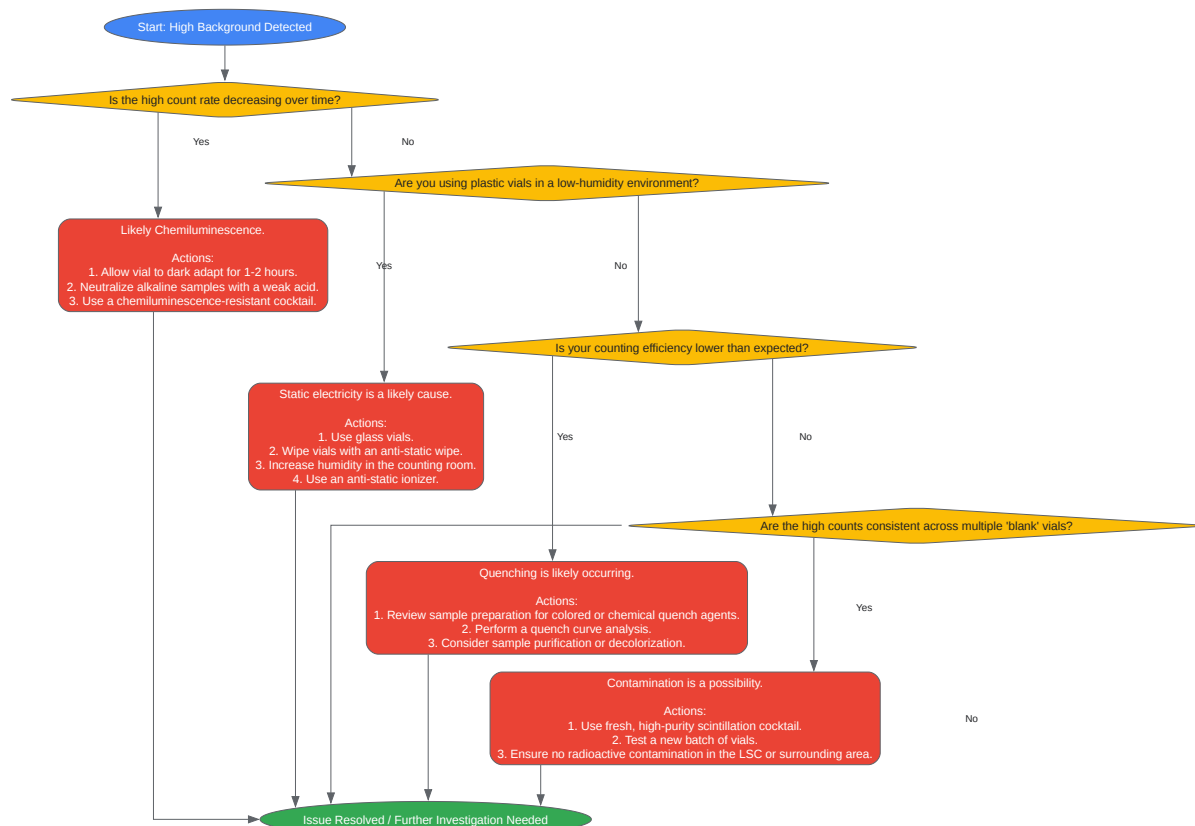 Start: High Background Detected
Is the high count rate decreasing over time?
Yes
No
Are you using plastic vials in a low-humidity environment?
Likely Chemiluminescence.
Actions:
1. Allow vial to dark adapt for 1-2 hours.
2. Neutralize alkaline samples with a weak acid.
3. Use a chemiluminescence-resistant cocktail.
Yes
No
Is your counting efficiency lower than expected?
Static electricity is a likely cause.
Actions:
1. Use glass vials.
2. Wipe vials with an anti-static wipe.
3. Increase humidity in the counting room.
4. Use an anti-static ionizer.
Yes
No
Are the high counts consistent across multiple 'blank' vials?
Quenching is likely occurring.
Actions:
1. Review sample preparation for colored or chemical quench agents.
2. Perform a quench curve analysis.
3. Consider sample purification or decolorization.
Yes
Contamination is a possibility.
Actions:
1. Use fresh, high-purity scintillation cocktail.
2. Test a new batch of vials.
3. Ensure no radioactive contamination in the LSC or surrounding area.
No
Issue Resolved / Further Investigation Needed